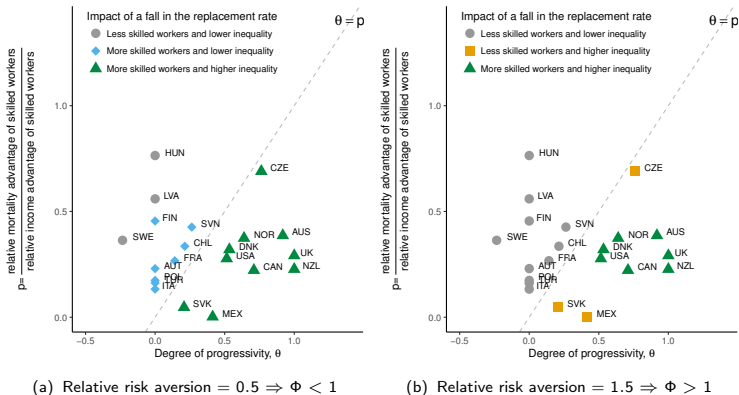 Impact of a fall in the replacement rate
Less skilled workers and lower inequality
More skilled workers and lower inequality
More skilled workers and higher inequality
θ = p
p= relative mortality advantage of skilled workers
relative income advantage of skilled workers
1.0
0.5
0.0
HUN
CZE
LVA
FIN
SVN
SWE
CHL
NOR
AUS
DNK
FRA
USA
UK
AUT
CAN
NZL
POL
TUR
ITA
SVK
MEX
−0.5 0.0 0.5 1.0
Degree of progressivity, θ
(a) Relative risk aversion = 0.5 ⇒ Φ < 1
Impact of a fall in the replacement rate
Less skilled workers and lower inequality
Less skilled workers and higher inequality
More skilled workers and higher inequality
θ = p
p= relative mortality advantage of skilled workers
relative income advantage of skilled workers
1.0
0.5
0.0
HUN
CZE
LVA
FIN
SVN
SWE
CHL
NOR
AUS
DNK
FRA
USA
UK
AUT
CAN
NZL
POL
TUR
ITA
SVK
MEX
−0.5 0.0 0.5 1.0
Degree of progressivity, θ
(b) Relative risk aversion = 1.5 ⇒ Φ > 1